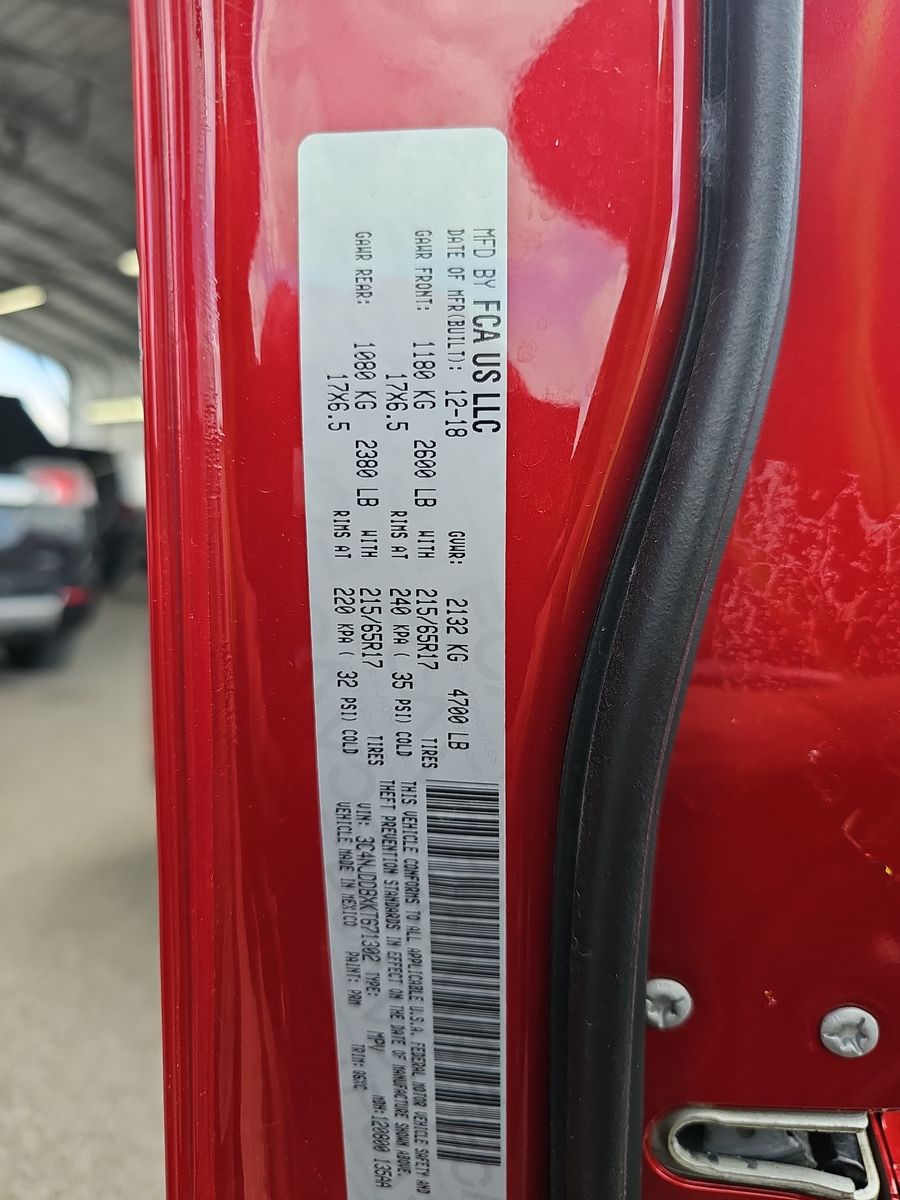 MFD BY FCA US LLC
DATE OF MFR(BUILT): 12-18 GVWR: 2132 KG 4700 LB
GAWR FRONT: 1180 KG 2600 LB WITH 215/65R17 TIRES
17X6.5 RIMS AT 240 KPA( 35 PSI) COLD
GAWR REAR: 1080 KG 2380 LB WITH 215/65R17 TIRES
17X6.5 RIMS AT 220 KPA( 32 PSI) COLD
THIS VEHICLE CONFORMS TO ALL APPLICABLE U.S.A. FEDERAL MOTOR VEHICLE SAFETY AND
THEFT PREVENTION STANDARDS IN EFFECT ON THE DATE OF MANUFACTURE SHOWN ABOVE.
VIN: 3C4NJDDBXKT671302 TYPE: MPV MDH: 120800 135AA
VEHICLE MADE IN MEXICO PAINT: PRM TRIM: